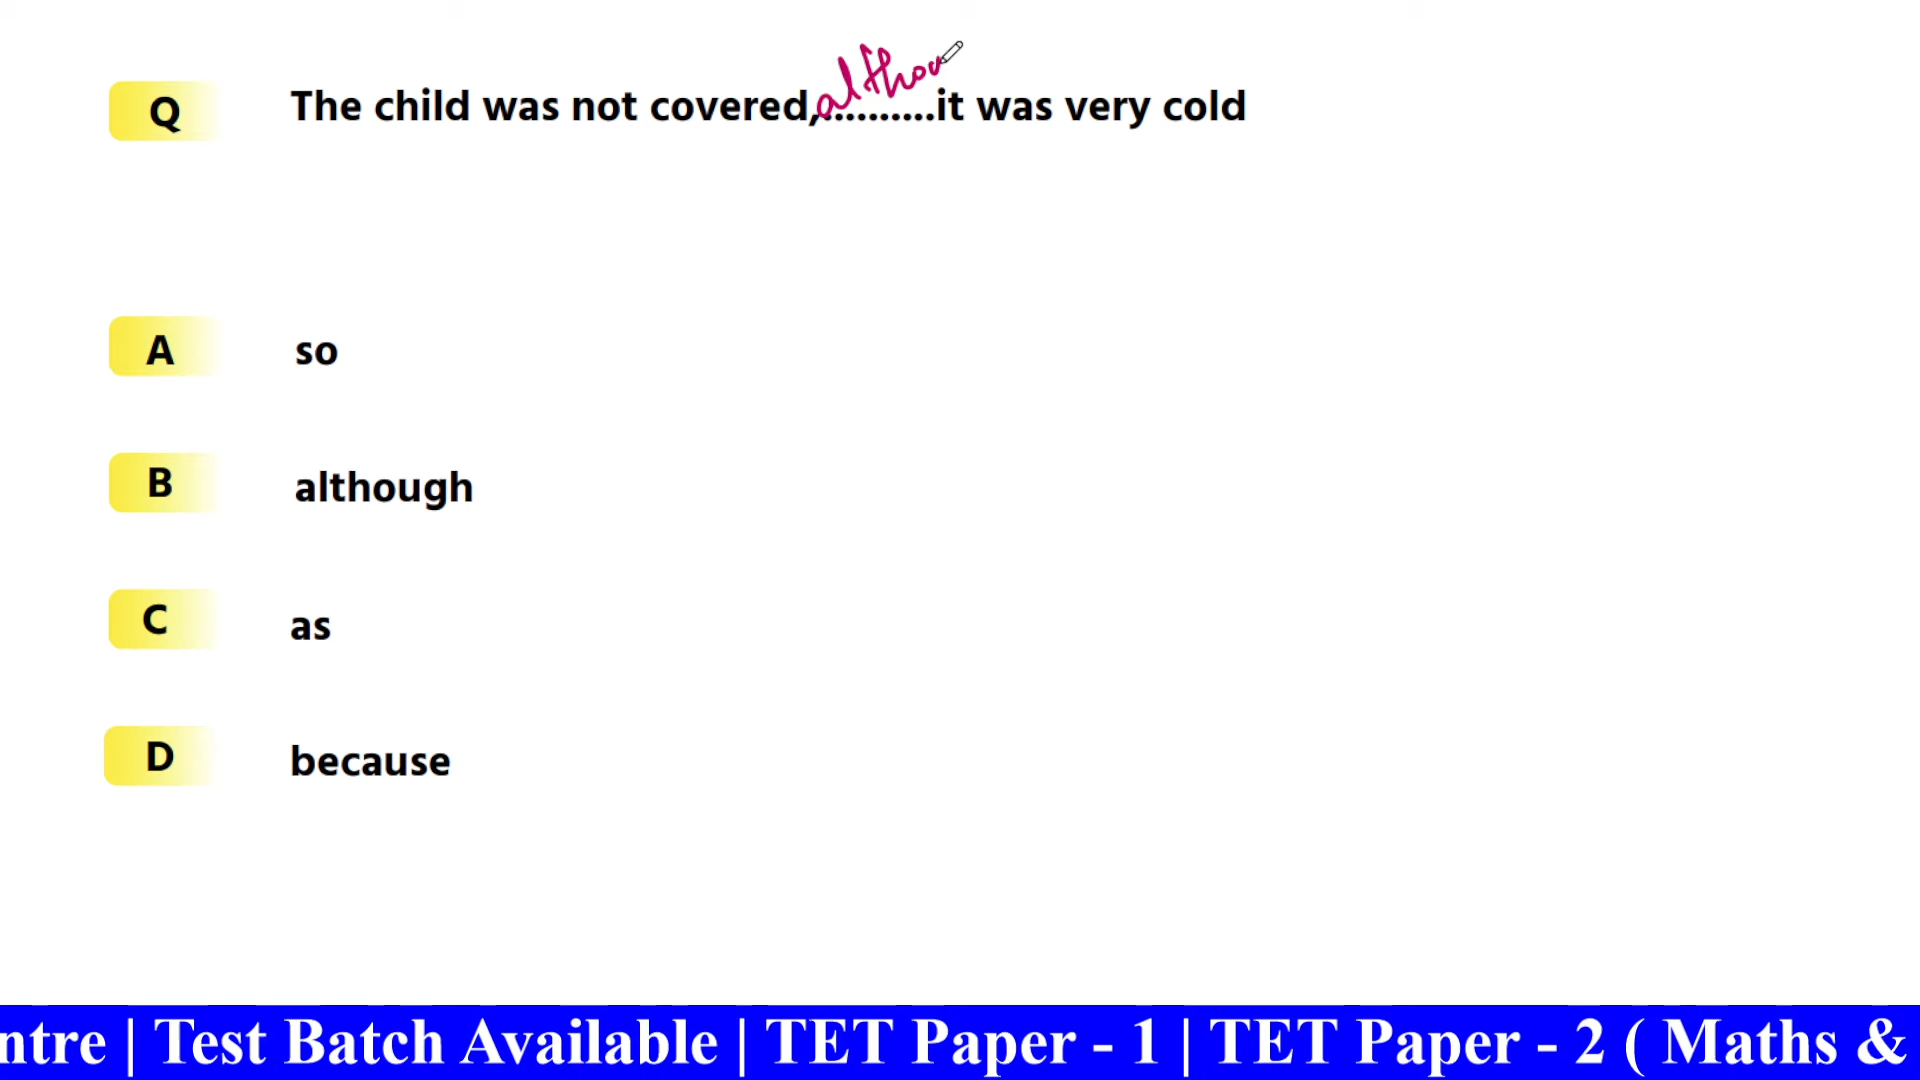 althou
Q The child was not covered,..........it was very cold
A so
B although
C as
D because
ntre | Test Batch Available | TET Paper - 1 | TET Paper - 2 ( Maths &